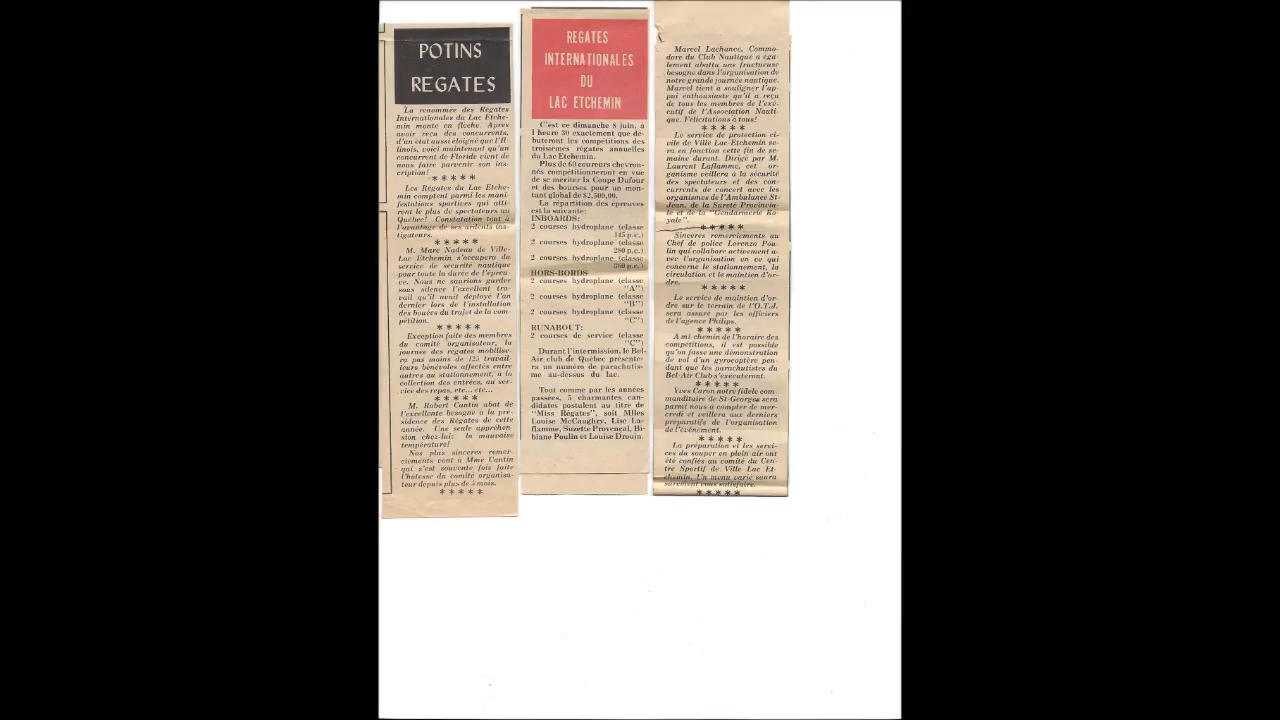 POTINS
REGATES
La renommée des Régates
Internationales du Lac Etche-
min monte en flèche. Après
avoir reçu des concurrents,
d'un état aussi éloigné que l'Il-
linois, voici maintenant qu'un
concurrent de Floride vient de
nous faire parvenir son ins-
cription!
* * * * *
Les Régates du Lac Etche-
min comptent parmi les mani-
festations sportives qui atti-
rent le plus de spectateurs au
Québec! Constatation tout à
l'avantage de ses ardents ins-
tigateurs.
* * * * *
M. Marc Nadeau de Ville-
Lac Etchemin s'occupera du
service de sécurité nautique
pour toute la durée de l'épreu-
ve. Nous ne saurions garder
sous silence l'excellent tra-
vail qu'il avait déployé l'an
dernier lors de l'installation
des bouées du trajet de la com-
pétition.
* * * * *
Exception faite des membres
du comité organisateur, la
journée des régates mobilise-
ra pas moins de 125 travail-
leurs bénévoles affectés entre
autres au stationnement, à la
collection des entrées, au ser-
vices des repas, etc... etc...
* * * * *
M. Robert Cantin abat de
l'excellente besogne à la pré-
sidence des Régates de cette
année. Une seule appréhen-
sion chez-lui: la mauvaise
température!
Nos plus sincères remer-
ciements vont à Mme Cantin
qui s'est souvente fois faite
l'hôtesse du comité organisa-
teur depuis plus de 5 mois.
* * * * *
REGATES
INTERNATIONALES
DU
LAC ETCHEMIN
C'est ce dimanche 8 juin, à
1 heure 30 exactement que dé-
buteront les compétitions des
troisièmes régates annuelles
du Lac Etchemin.
Plus de 60 coureurs chevron-
nés compétitionneront en vue
de se mériter la Coupe Dufour
et des bourses pour un mon-
tant global de $2,500,00.
La répartition des épreuves
est la suivante:
INBOARDS:
2 courses hydroplane (classe
145 p.c.)
2 courses hydroplane (classe
280 p.c.)
2 courses hydroplane (classe
360 p.c.)
HORS-BORDS
2 courses hydroplane (classe
"A")
2 courses hydroplane (classe
"B")
2 courses hydroplane (classe
"C")
RUNABOUT:
2 courses de service (classe
"C")
Durant l'intermission, le Bel-
Air club de Québec présente-
ra un numéro de parachutis-
me au-dessus du lac.
Tout comme par les années
passées, 5 charmantes can-
didates postulent au titre de
"Miss Régates", soit Mlles
Louise McCaughry, Lise La-
flamme, Suzette Provençal, Bi-
biane Poulin et Louise Drouin.
Marcel Lachance, Commo-
dore du Club Nautique a éga-
lement abattu une fructueuse
besogne dans l'organisation de
notre grande journée nautique.
Marcel tient à souligner l'ap-
pui enthousiaste qu'il a reçu
de tous les membres de l'exé-
cutif de l'Association Nauti-
que. Félicitations à tous!
* * * * *
Le service de protection ci-
vile de Ville Lac-Etchemin se-
ra en fonction cette fin de se-
maine durant. Dirigé par M.
Laurent Laflamme, cet or-
ganisme veillera à la sécurité
des spectateurs et des con-
currents de concert avec les
organismes de l'Ambulance St-
Jean, de la Sureté Provincia-
le et de la "Gendarmerie Ro-
yale".
* * * * *
Sincères remerciements au
Chef de police Lorenzo Pou-
lin qui collabore activement a-
vec l'organisation en ce qui
concerne le stationnement, la
circulation et le maintien d'or-
dre.
* * * * *
Le service de maintien d'or-
dre sur le terrain de l'O.T.J.
sera assuré par les officiers
de l'agence Philips.
* * * * *
A mi-chemin de l'horaire des
compétitions, il est possible
qu'on fasse une démonstration
de vol d'un gyrocoptère pen-
dant que les parachutistes du
Bel-Air Club s'exécuteront.
* * * * *
Yves Caron notre fidèle com-
manditaire de St-Georges sera
parmi nous à compter de mer-
credi et veillera aux derniers
préparatifs de l'organisation
de l'événement.
* * * * *
La préparation et les servi-
ces du souper en plein air ont
été confiés au comité du Cen-
tre Sportif de Ville Lac Et-
chemin. Un menu varié saura
sûrement vous satisfaire.
* * * * *